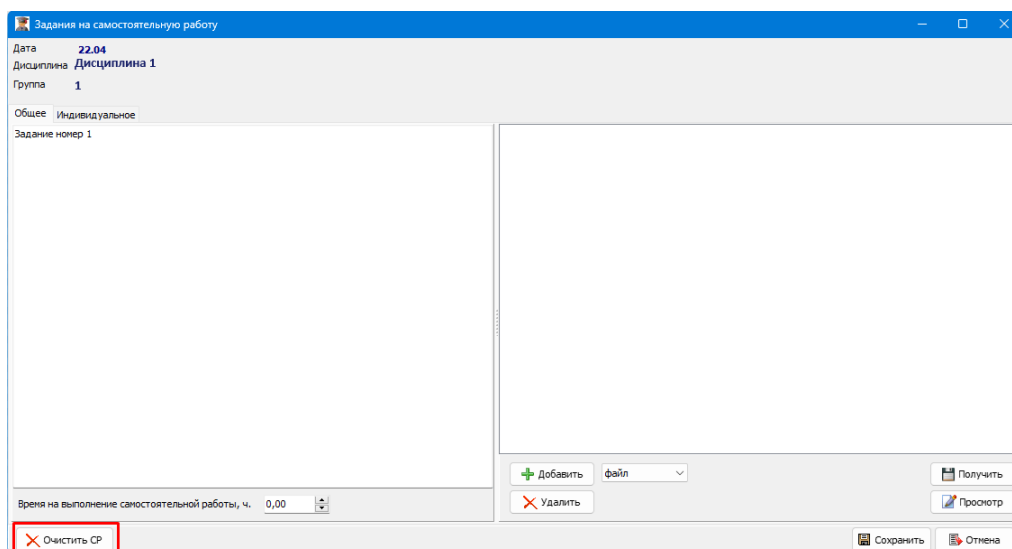 Задания на самостоятельную работу
Дата 22.04
Дисциплина Дисциплина 1
Группа 1
Общее Индивидуальное
Задание номер 1
Добавить файл Получить
Время на выполнение самостоятельной работы, ч. 0,00 Удалить Просмотр
Очистить СР Сохранить Отмена